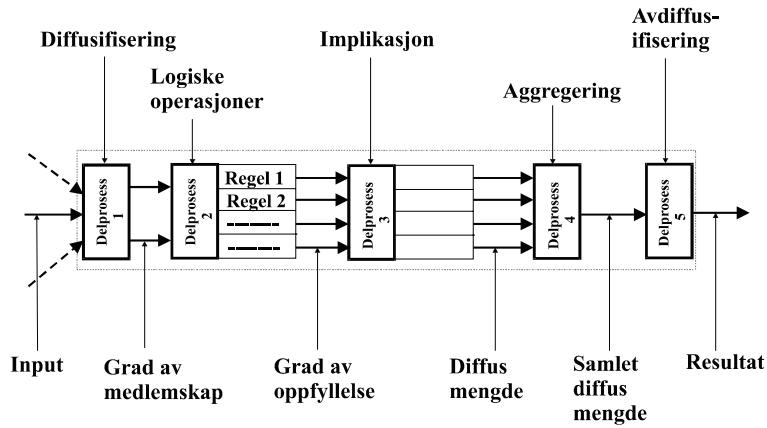 Diffusifisering
Logiske
operasjoner
Implikasjon
Aggregering
Avdiffus-
ifisering
Delprosess
1
Delprosess
2
Regel 1
Regel 2
Delprosess
3
Delprosess
4
Delprosess
5
Input
Grad av
medlemskap
Grad av
oppfyllelse
Diffus
mengde
Samlet
diffus
mengde
Resultat